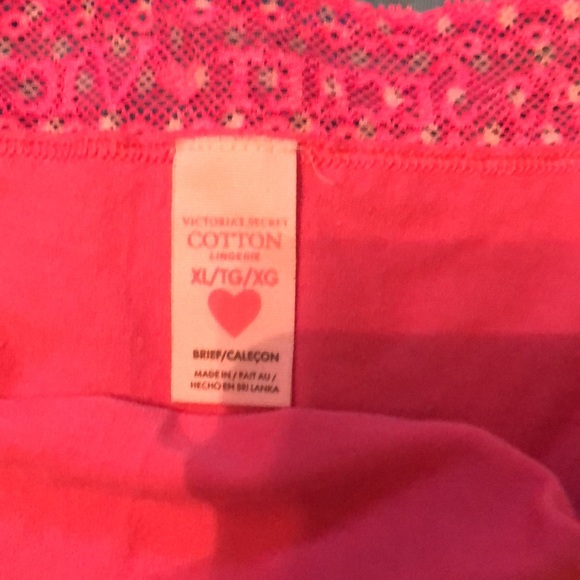 VICTORIA'S SECRET
COTTON
LINGERIE
XL/TG/XG
BRIEF/CALEÇON
MADE IN / FAIT AU /
HECHO EN SRI LANKA